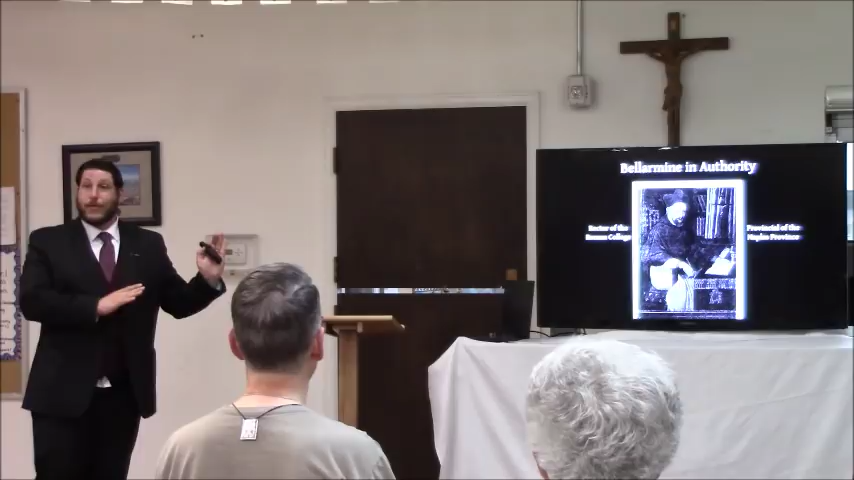 Bellarmine in Authority
Rector of the
Roman College
Provincial of the
Naples Province